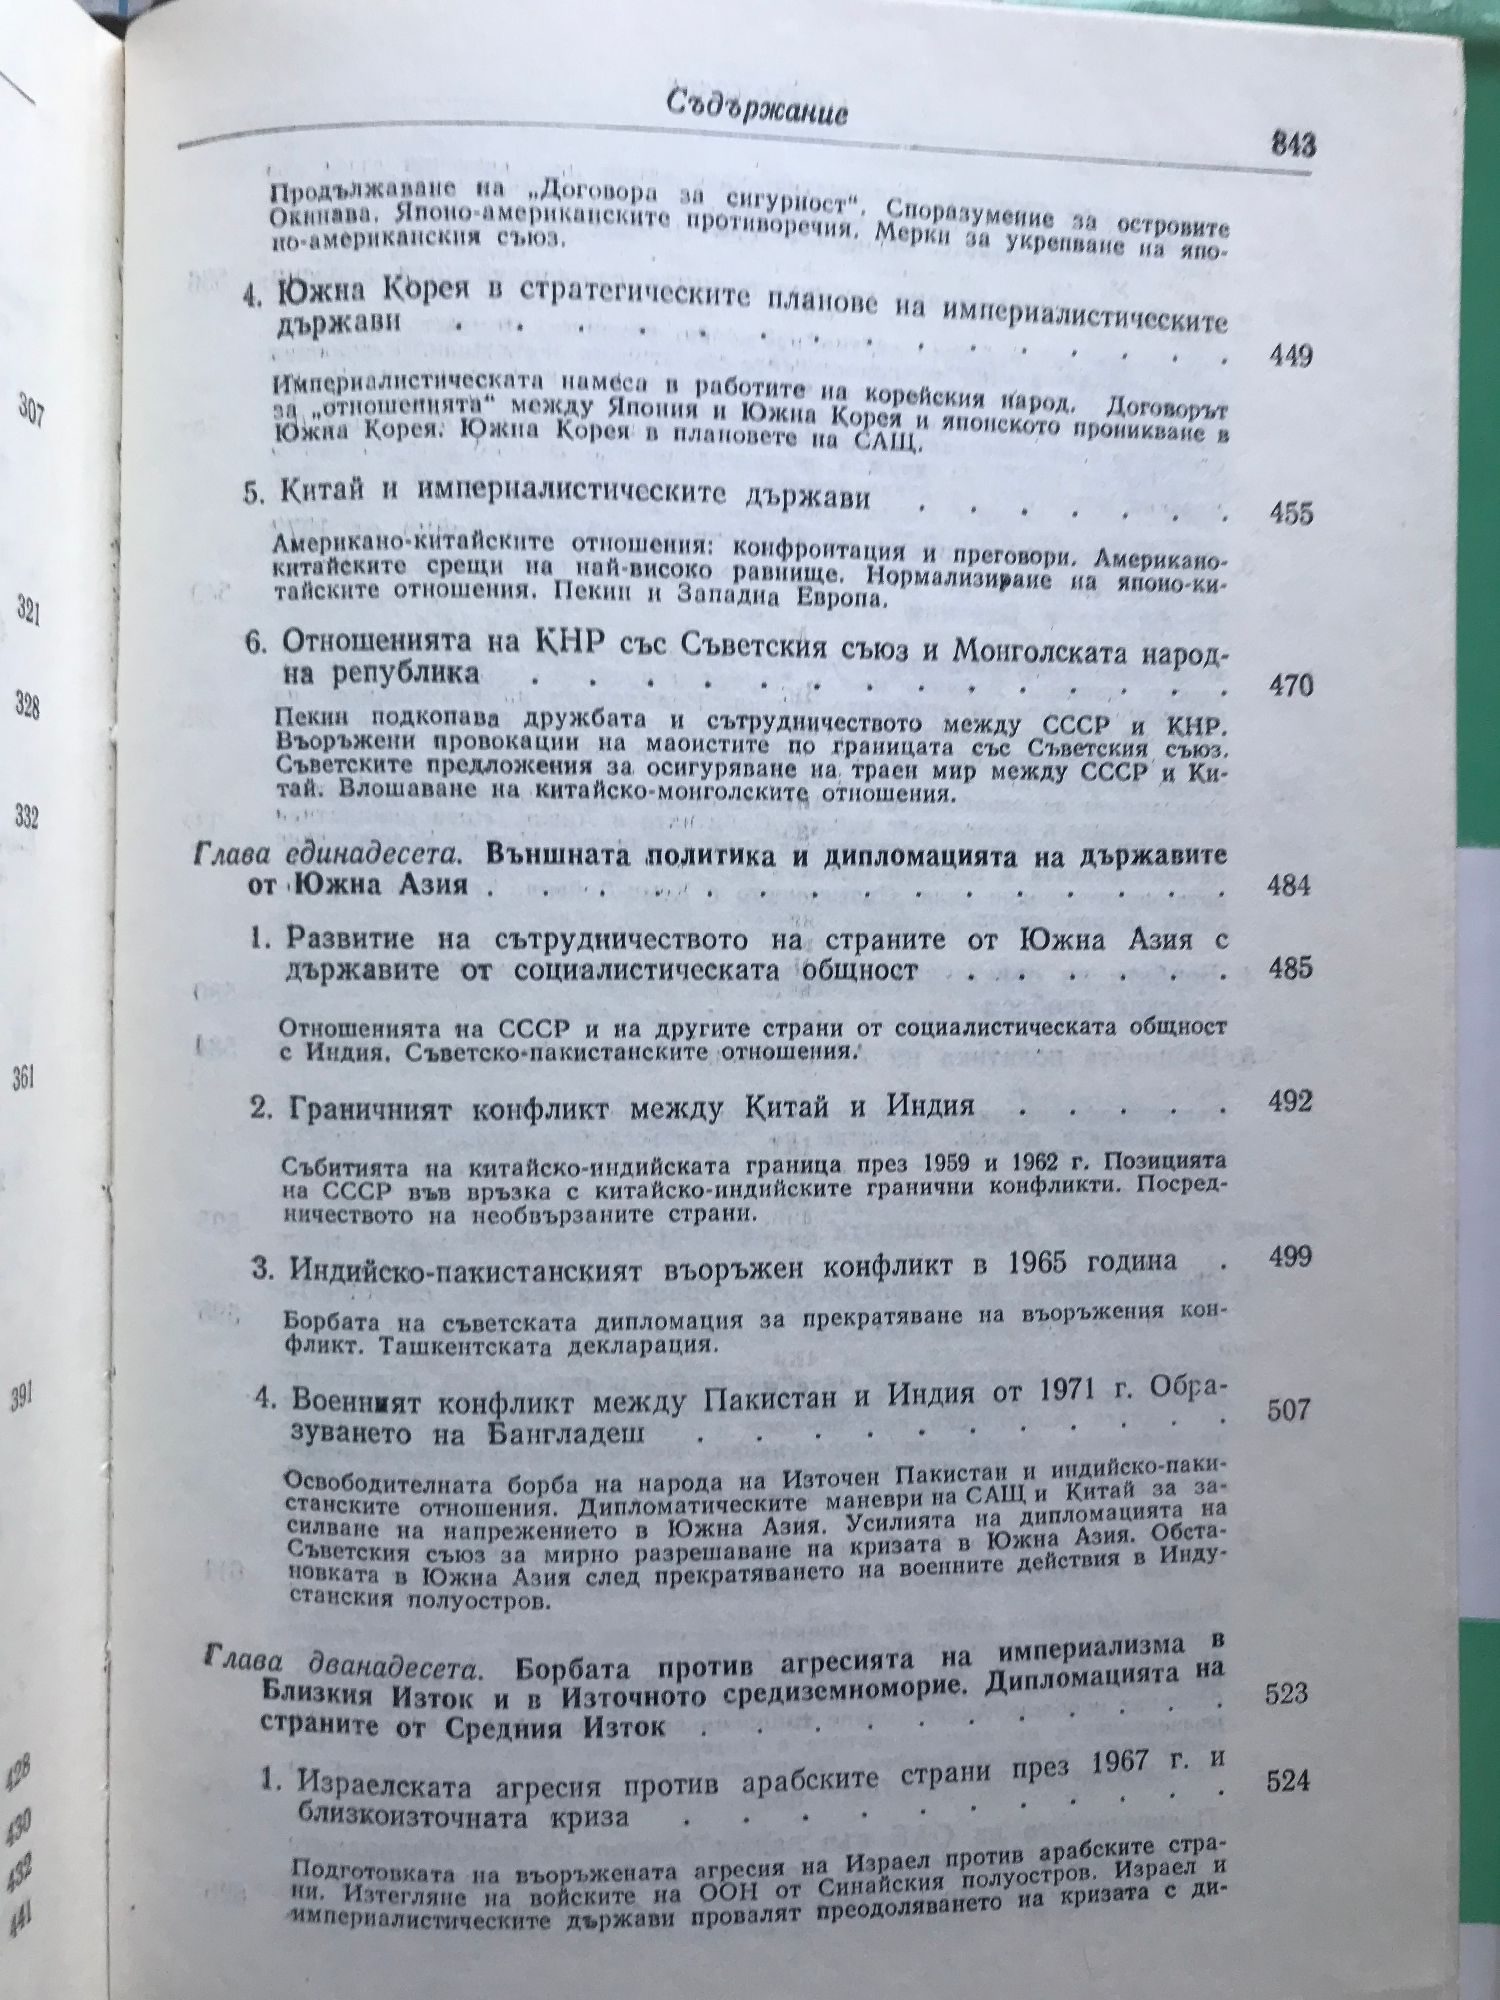 Съдържание
843
Продължаване на „Договора за сигурност“. Споразумение за островите
Окинава. Японо-американските противоречия. Мерки за укрепване на япо-
но-американския съюз.
4. Южна Корея в стратегическите планове на империалистическите
държави . . . . . . . . . . . . . . 449
Империалистическата намеса в работите на корейския народ. Договорът
за „отношенията“ между Япония и Южна Корея и японското проникване в
Южна Корея. Южна Корея в плановете на САЩ.
5. Китай и империалистическите държави . . . . . . . 455
Американо-китайските отношения: конфронтация и преговори. Американо-
китайските срещи на най-високо равнище. Нормализиране на японо-ки-
тайските отношения. Пекин и Западна Европа.
6. Отношенията на КНР със Съветския съюз и Монголската народ-
на република . . . . . . . . . . . . . 470
Пекин подкопава дружбата и сътрудничеството между СССР и КНР.
Въоръжени провокации на маоистите по границата със Съветския съюз.
Съветските предложения за осигуряване на траен мир между СССР и Ки-
тай. Влошаване на китайско-монголските отношения.
Глава единадесета. Външната политика и дипломацията на държавите
от Южна Азия . . . . . . . . . . . . . . 484
1. Развитие на сътрудничеството на страните от Южна Азия с
държавите от социалистическата общност . . . . . . 485
Отношенията на СССР и на другите страни от социалистическата общност
с Индия. Съветско-пакистанските отношения.
2. Граничният конфликт между Китай и Индия . . . . . 492
Събитията на китайско-индийската граница през 1959 и 1962 г. Позицията
на СССР във връзка с китайско-индийските гранични конфликти. Посред-
ничеството на необвързаните страни.
3. Индийско-пакистанският въоръжен конфликт в 1965 година . 499
Борбата на съветската дипломация за прекратяване на въоръжения кон-
фликт. Ташкентската декларация.
4. Военният конфликт между Пакистан и Индия от 1971 г. Обра-
зуването на Бангладеш . . . . . . . . . . 507
Освободителната борба на народа на Източен Пакистан и индийско-паки-
станските отношения. Дипломатическите маневри на САЩ и Китай за за-
силване на напрежението в Южна Азия. Усилията на дипломацията на
Съветския съюз за мирно разрешаване на кризата в Южна Азия. Обста-
новката в Южна Азия след прекратяването на военните действия в Инду-
станския полуостров.
Глава дванадесета. Борбата против агресията на империализма в
Близкия Изток и в Източното средиземноморие. Дипломацията на
страните от Средния Изток . . . . . . . . . . 523
1. Израелската агресия против арабските страни през 1967 г. и
близкоизточната криза . . . . . . . . . . 524
Подготовката на въоръжената агресия на Израел против арабските стра-
ни. Изтегляне на войските на ООН от Синайския полуостров. Израел и
империалистическите държави провалят преодоляването на кризата с ди-
307
321
328
332
361
391
428
430
432
441